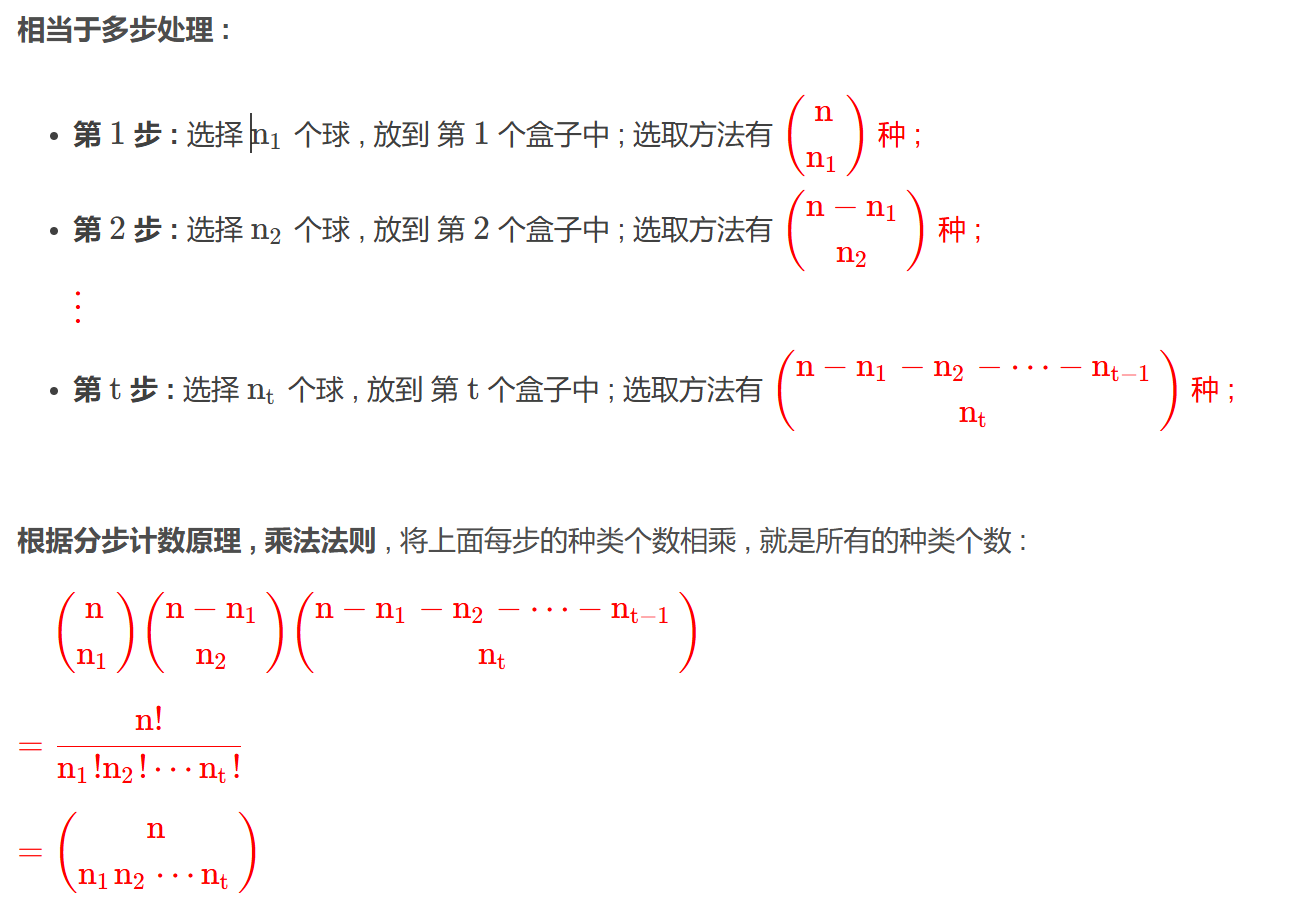 相当于多步处理 :
• 第 1 步 : 选择 n₁ 个球 , 放到 第 1 个盒子中 ; 选取方法有 \binom{n}{n_1} 种 ;
• 第 2 步 : 选择 n₂ 个球 , 放到 第 2 个盒子中 ; 选取方法有 \binom{n-n_1}{n_2} 种 ;
⋮
• 第 t 步 : 选择 n_t 个球 , 放到 第 t 个盒子中 ; 选取方法有 \binom{n-n_1-n_2-\cdots-n_{t-1}}{n_t} 种 ;
根据分步计数原理 , 乘法法则 , 将上面每步的种类个数相乘 , 就是所有的种类个数 :
\binom{n}{n_1}\binom{n-n_1}{n_2}\binom{n-n_1-n_2-\cdots-n_{t-1}}{n_t}
= \frac{n!}{n_1!n_2!\cdots n_t!}
= \binom{n}{n_1 n_2 \cdots n_t}